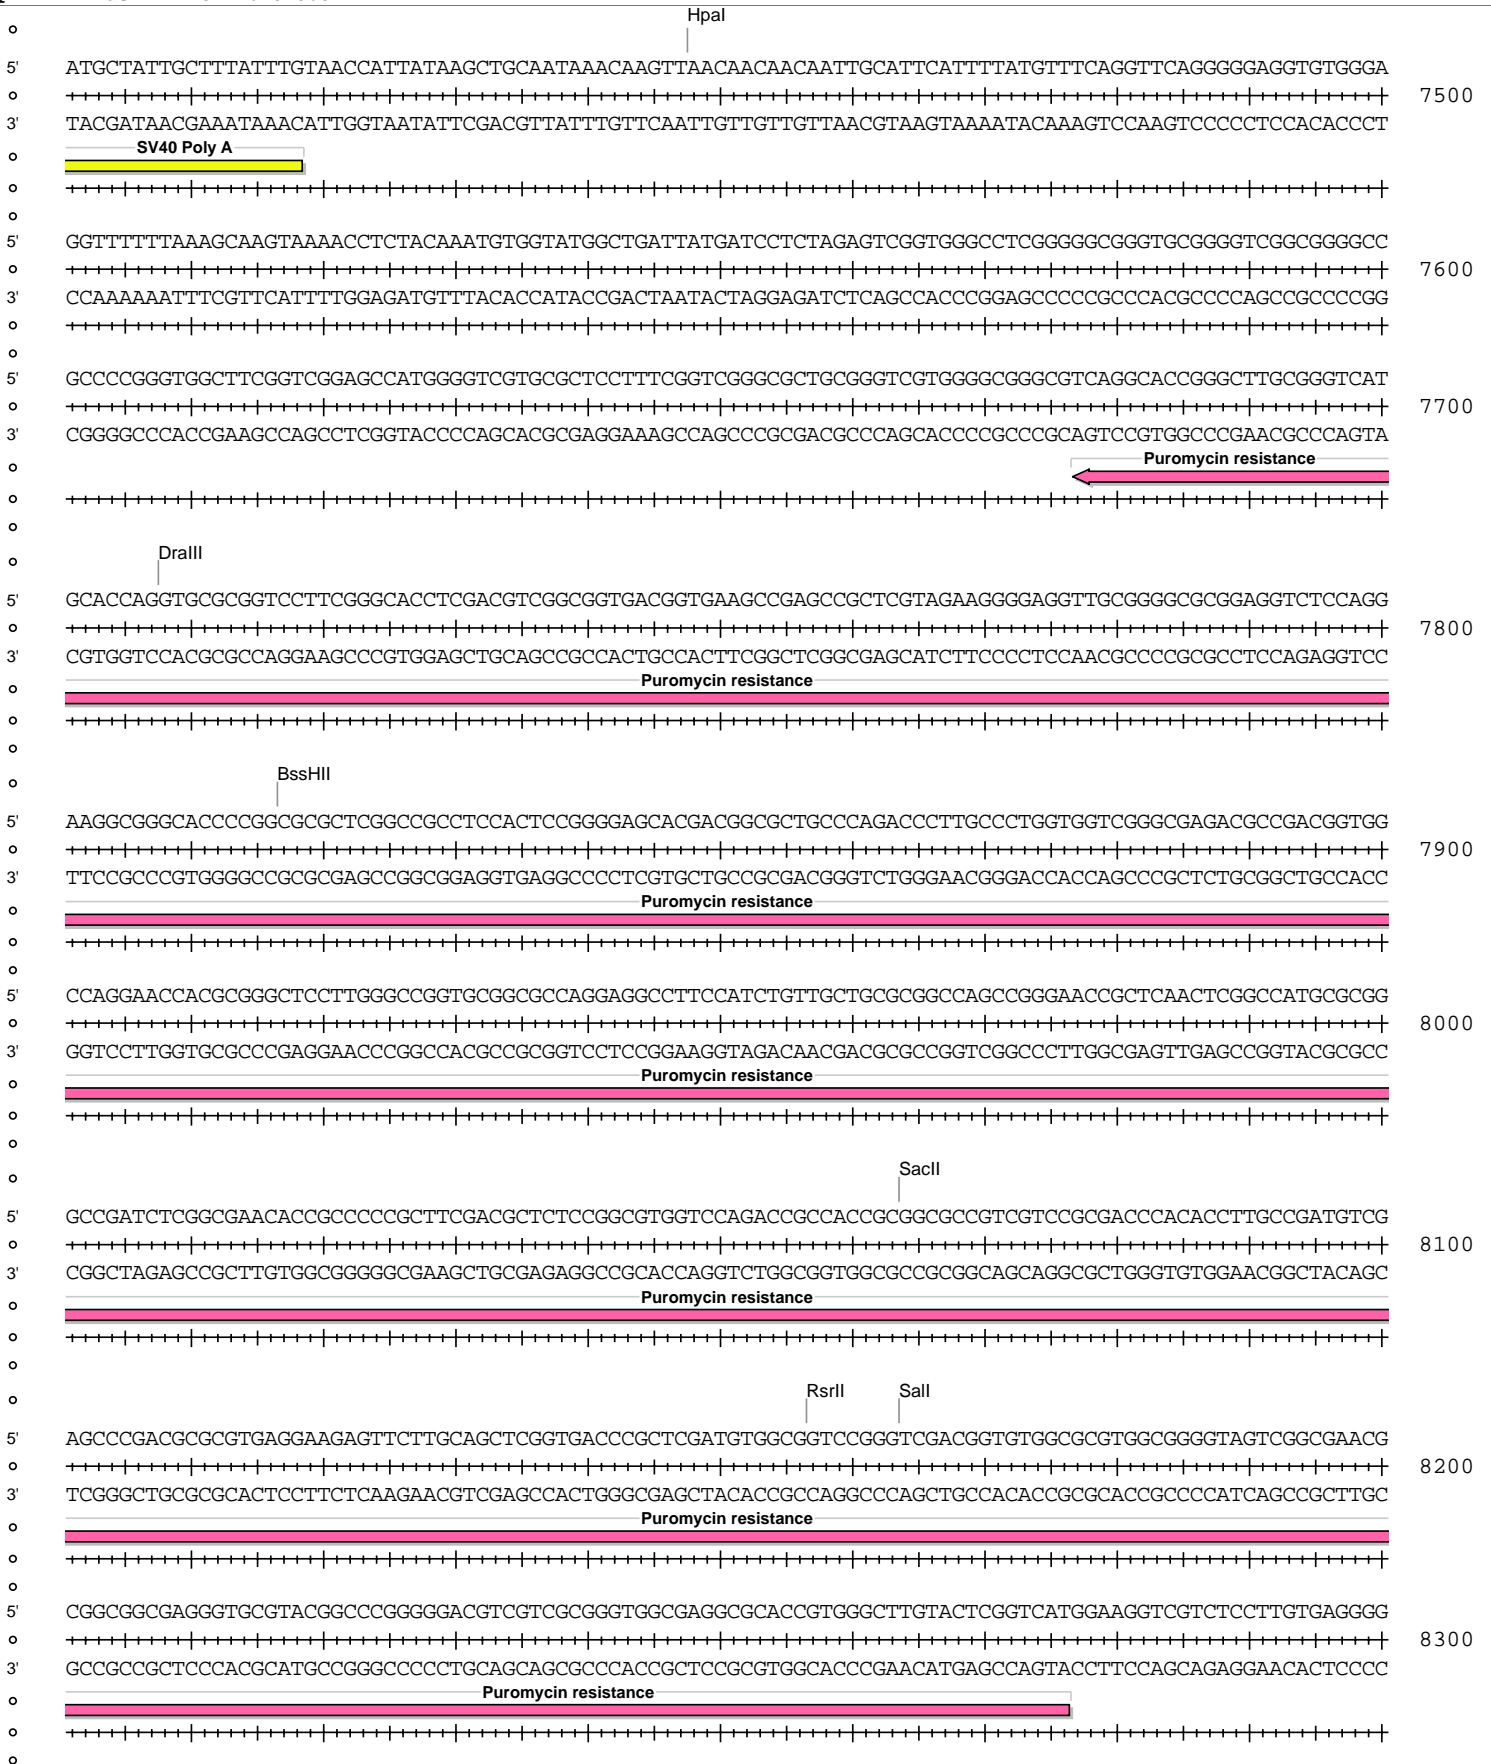 HpaI
5' ATGCTATTGCTTTATTTGTAACCATTATAAGCTGCAATAAACAAGTTAACAACAACAATTGCATTCATTTTATGTTTCAGGTTCAGGGGGAGGTGTGGGA
7500
3' TACGATAACGAAATAAACATTGGTAATATTCGACGTTATTTGTTCAATTGTTGTTGTTAACGTAAGTAAAATACAAAGTCCAAGTCCCCCTCCACACCCT
SV40 Poly A
5' GGTTTTTTAAAGCAAGTAAAACCTCTACAAATGTGGTATGGCTGATTATGATCCTCTAGAGTCGGTGGGCCTCGGGGGCGGGTGCGGGGTCGGCGGGGCC
7600
3' CCAAAAAATTTCGTTCATTTTGGAGATGTTTACACCATACCGACTAATACTAGGAGATCTCAGCCACCCGGAGCCCCCGCCCACGCCCCAGCCGCCCCGG
5' GCCCCGGGTGGCTTCGGTCGGAGCCATGGGGTCGTGCGCTCCTTTCGGTCGGGCGCTGCGGGTCGTGGGGCGGGCGTCAGGCACCGGGCTTGCGGGTCAT
7700
3' CGGGGCCCACCGAAGCCAGCCTCGGTACCCCAGCACGCGAGGAAAGCCAGCCCGCGACGCCCAGCACCCCGCCCGCAGTCCGTGGCCCGAACGCCCAGTA
Puromycin resistance
DraIII
5' GCACCAGGTGCGCGGTCCTTCGGGCACCTCGACGTCGGCGGTGACGGTGAAGCCGAGCCGCTCGTAGAAGGGGAGGTTGCGGGGCGCGGAGGTCTCCAGG
7800
3' CGTGGTCCACGCGCCAGGAAGCCCGTGGAGCTGCAGCCGCCACTGCCACTTCGGCTCGGCGAGCATCTTCCCCTCCAACGCCCCGCGCCTCCAGAGGTCC
Puromycin resistance
BssHII
5' AAGGCGGGCACCCCGGCGCGCTCGGCCGCCTCCACTCCGGGGAGCACGACGGCGCTGCCCAGACCCTTGCCCTGGTGGTCGGGCGAGACGCCGACGGTGG
7900
3' TTCCGCCCGTGGGGCCGCGCGAGCCGGCGGAGGTGAGGCCCCTCGTGCTGCCGCGACGGGTCTGGGAACGGGACCACCAGCCCGCTCTGCGGCTGCCACC
Puromycin resistance
5' CCAGGAACCACGCGGGCTCCTTGGGCCGGTGCGGCGCCAGGAGGCCTTCCATCTGTTGCTGCGCGGCCAGCCGGGAACCGCTCAACTCGGCCATGCGCGG
8000
3' GGTCCTTGGTGCGCCCGAGGAACCCGGCCACGCCGCGGTCCTCCGGAAGGTAGACAACGACGCGCCGGTCGGCCCTTGGCGAGTTGAGCCGGTACGCGCC
Puromycin resistance
SacII
5' GCCGATCTCGGCGAACACCGCCCCCGCTTCGACGCTCTCCGGCGTGGTCCAGACCGCCACCGCGGCGCCGTCGTCCGCGACCCACACCTTGCCGATGTCG
8100
3' CGGCTAGAGCCGCTTGTGGCGGGGGCGAAGCTGCGAGAGGCCGCACCAGGTCTGGCGGTGGCGCCGCGGCAGCAGGCGCTGGGTGTGGAACGGCTACAGC
Puromycin resistance
RsrII SalI
5' AGCCCGACGCGCGTGAGGAAGAGTTCTTGCAGCTCGGTGACCCGCTCGATGTGGCGGTCCGGGTCGACGGTGTGGCGCGTGGCGGGGTAGTCGGCGAACG
8200
3' TCGGGCTGCGCGCACTCCTTCTCAAGAACGTCGAGCCACTGGGCGAGCTACACCGCCAGGCCCAGCTGCCACACCGCGCACCGCCCCATCAGCCGCTTGC
Puromycin resistance
5' CGGCGGCGAGGGTGCGTACGGCCCGGGGGACGTCGTCGCGGGTGGCGAGGCGCACCGTGGGCTTGTACTCGGTCATGGAAGGTCGTCTCCTTGTGAGGGG
8300
3' GCCGCCGCTCCCACGCATGCCGGGCCCCCTGCAGCAGCGCCCACCGCTCCGCGTGGCACCCGAACATGAGCCAGTACCTTCCAGCAGAGGAACACTCCCC
Puromycin resistance